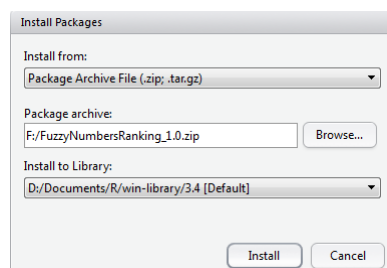 Install Packages
Install from:
Package Archive File (.zip; .tar.gz)
Package archive:
F:/FuzzyNumbersRanking_1.0.zip
Browse...
Install to Library:
D:/Documents/R/win-library/3.4 [Default]
Install
Cancel